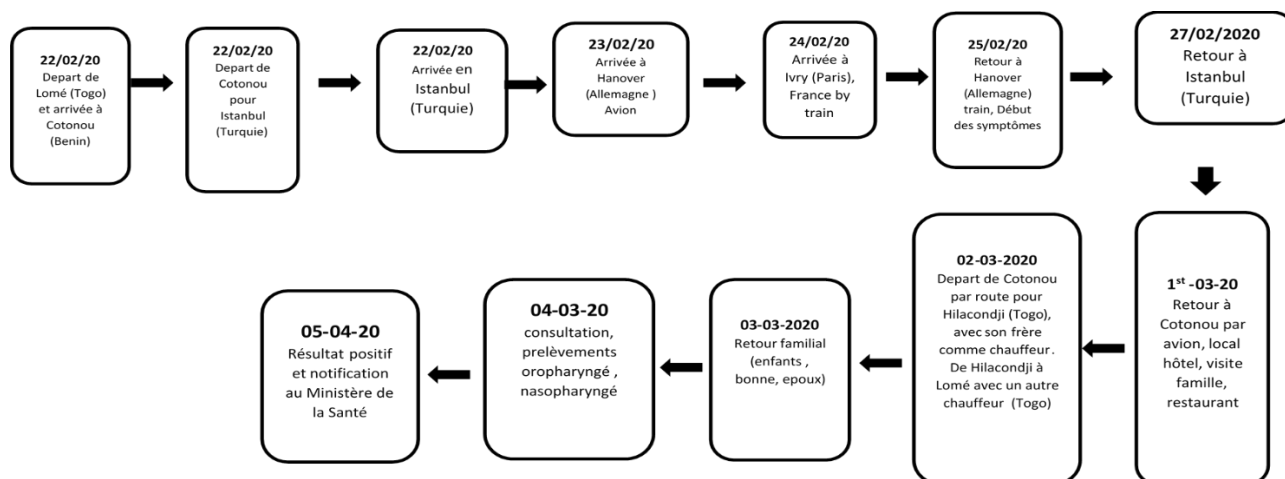 22/02/20
Depart de
Lomé (Togo)
et arrivée à
Cotonou
(Benin)
22/02/20
Depart de
Cotonou
pour
Istanbul
(Turquie)
22/02/20
Arrivée en
Istanbul
(Turquie)
23/02/20
Arrivée à
Hanover
(Allemagne )
Avion
24/02/20
Arrivée à
Ivry (Paris),
France by
train
25/02/20
Retour à
Hanover
(Allemagne)
train, Début
des symptômes
27/02/2020
Retour à
Istanbul
(Turquie)
1st -03-20
Retour à
Cotonou par
avion, local
hôtel, visite
famille,
restaurant
02-03-2020
Depart de Cotonou
par route pour
Hilacondji (Togo),
avec son frère
comme chauffeur.
De Hilacondji à
Lomé avec un autre
chauffeur (Togo)
03-03-2020
Retour familial
(enfants ,
bonne, epoux)
04-03-20
consultation,
prelèvements
oropharyngé ,
nasopharyngé
05-04-20
Résultat positif
et notification
au Ministère de
la Santé